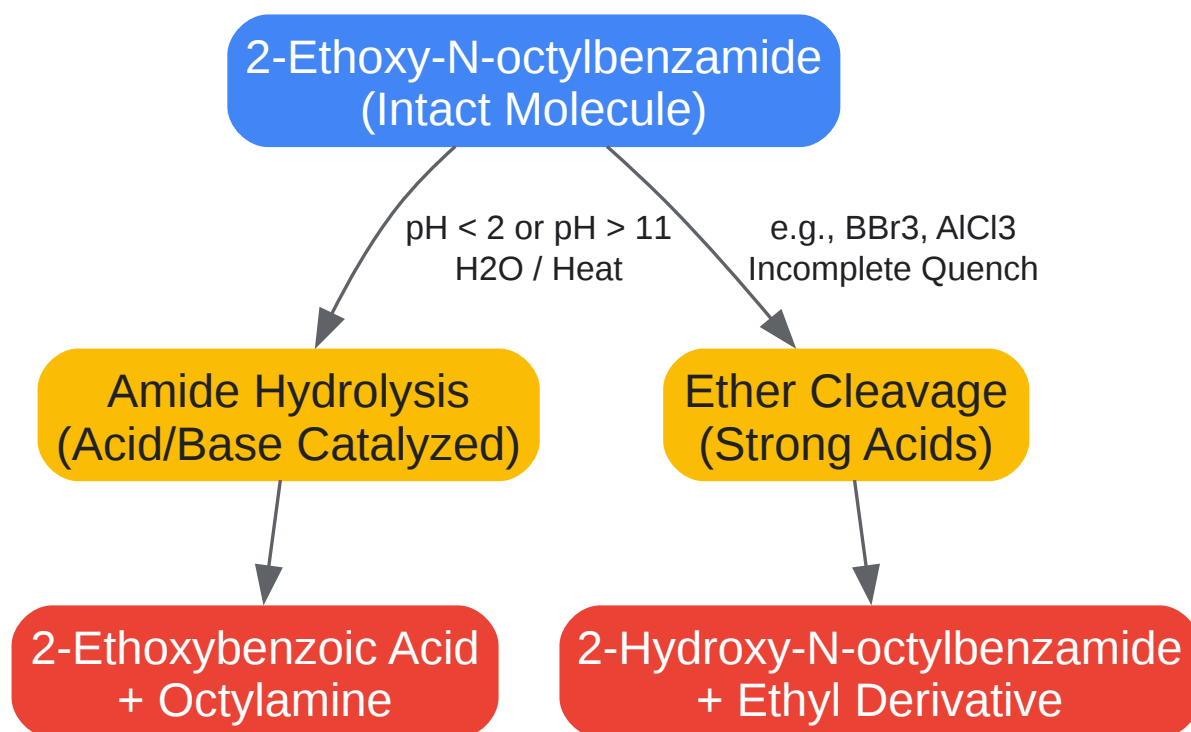 2-Ethoxy-N-octylbenzamide
(Intact Molecule)
pH < 2 or pH > 11
H2O / Heat
e.g., BBr3, AlCl3
Incomplete Quench
Amide Hydrolysis
(Acid/Base Catalyzed)
Ether Cleavage
(Strong Acids)
2-Ethoxybenzoic Acid
+ Octylamine
2-Hydroxy-N-octylbenzamide
+ Ethyl Derivative